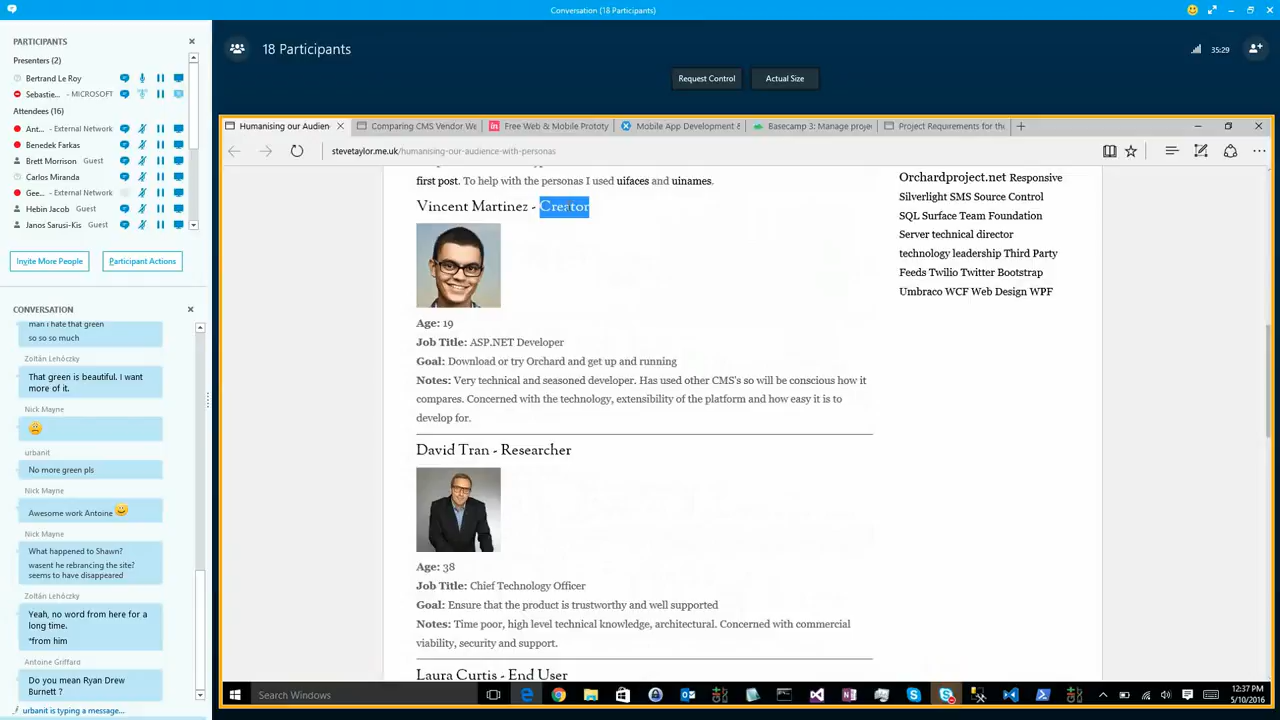 Conversation (18 Participants)
PARTICIPANTS
Presenters (2)
Bertrand Le Roy
Sebastie... - MICROSOFT
Attendees (16)
Ant... - External Network
Benedek Farkas
Brett Morrison Guest
Carlos Miranda
Gee... - External Network
Hebin Jacob Guest
Janos Sarusi-Kis Guest
Invite More People
Participant Actions
CONVERSATION
man i hate that green
so so so much
Zoltán Lehóczky
That green is beautiful. I want
more of it.
Nick Mayne
urbanit
No more green pls
Nick Mayne
Awesome work Antoine
Nick Mayne
What happened to Shawn?
wasent he rebrancing the site?
seems to have disappeared
Zoltán Lehóczky
Yeah, no word from here for a
long time.
*from him
Antoine Griffard
Do you mean Ryan Drew
Burnett ?
urbanit is typing a message...
18 Participants
35:29
Request Control
Actual Size
Humanising our Audien
Comparing CMS Vendor We
Free Web & Mobile Prototy
Mobile App Development &
Basecamp 3: Manage proje
Project Requirements for the
stevetaylor.me.uk/humanising-our-audience-with-personas
first post. To help with the personas I used uifaces and uinames.
Vincent Martinez - Creator
Age: 19
Job Title: ASP.NET Developer
Goal: Download or try Orchard and get up and running
Notes: Very technical and seasoned developer. Has used other CMS's so will be conscious how it
compares. Concerned with the technology, extensibility of the platform and how easy it is to
develop for.
David Tran - Researcher
Age: 38
Job Title: Chief Technology Officer
Goal: Ensure that the product is trustworthy and well supported
Notes: Time poor, high level technical knowledge, architectural. Concerned with commercial
viability, security and support.
Laura Curtis - End User
Orchardproject.net Responsive
Silverlight SMS Source Control
SQL Surface Team Foundation
Server technical director
technology leadership Third Party
Feeds Twilio Twitter Bootstrap
Umbraco WCF Web Design WPF
Search Windows
12:37 PM
5/10/2016